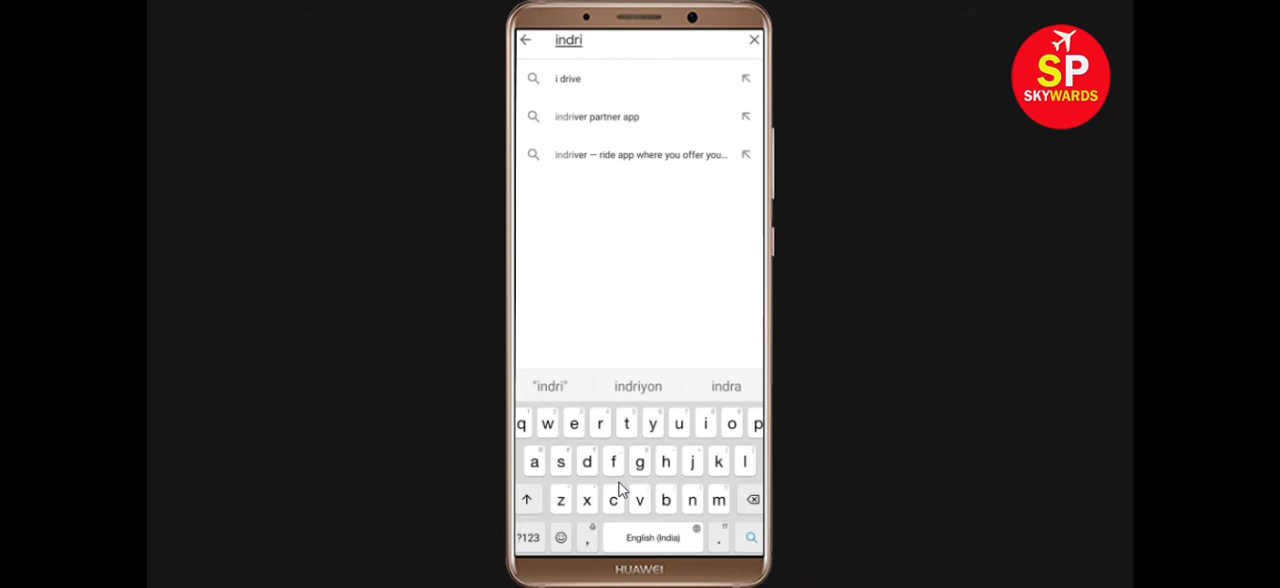 indri
i drive
indriver partner app
indriver – ride app where you offer you...
"indri" indriyon indra
q w e r t y u i o p
a s d f g h j k l
z x c v b n m
?123 , English (India) .
HUAWEI
SP
SKYWARDS